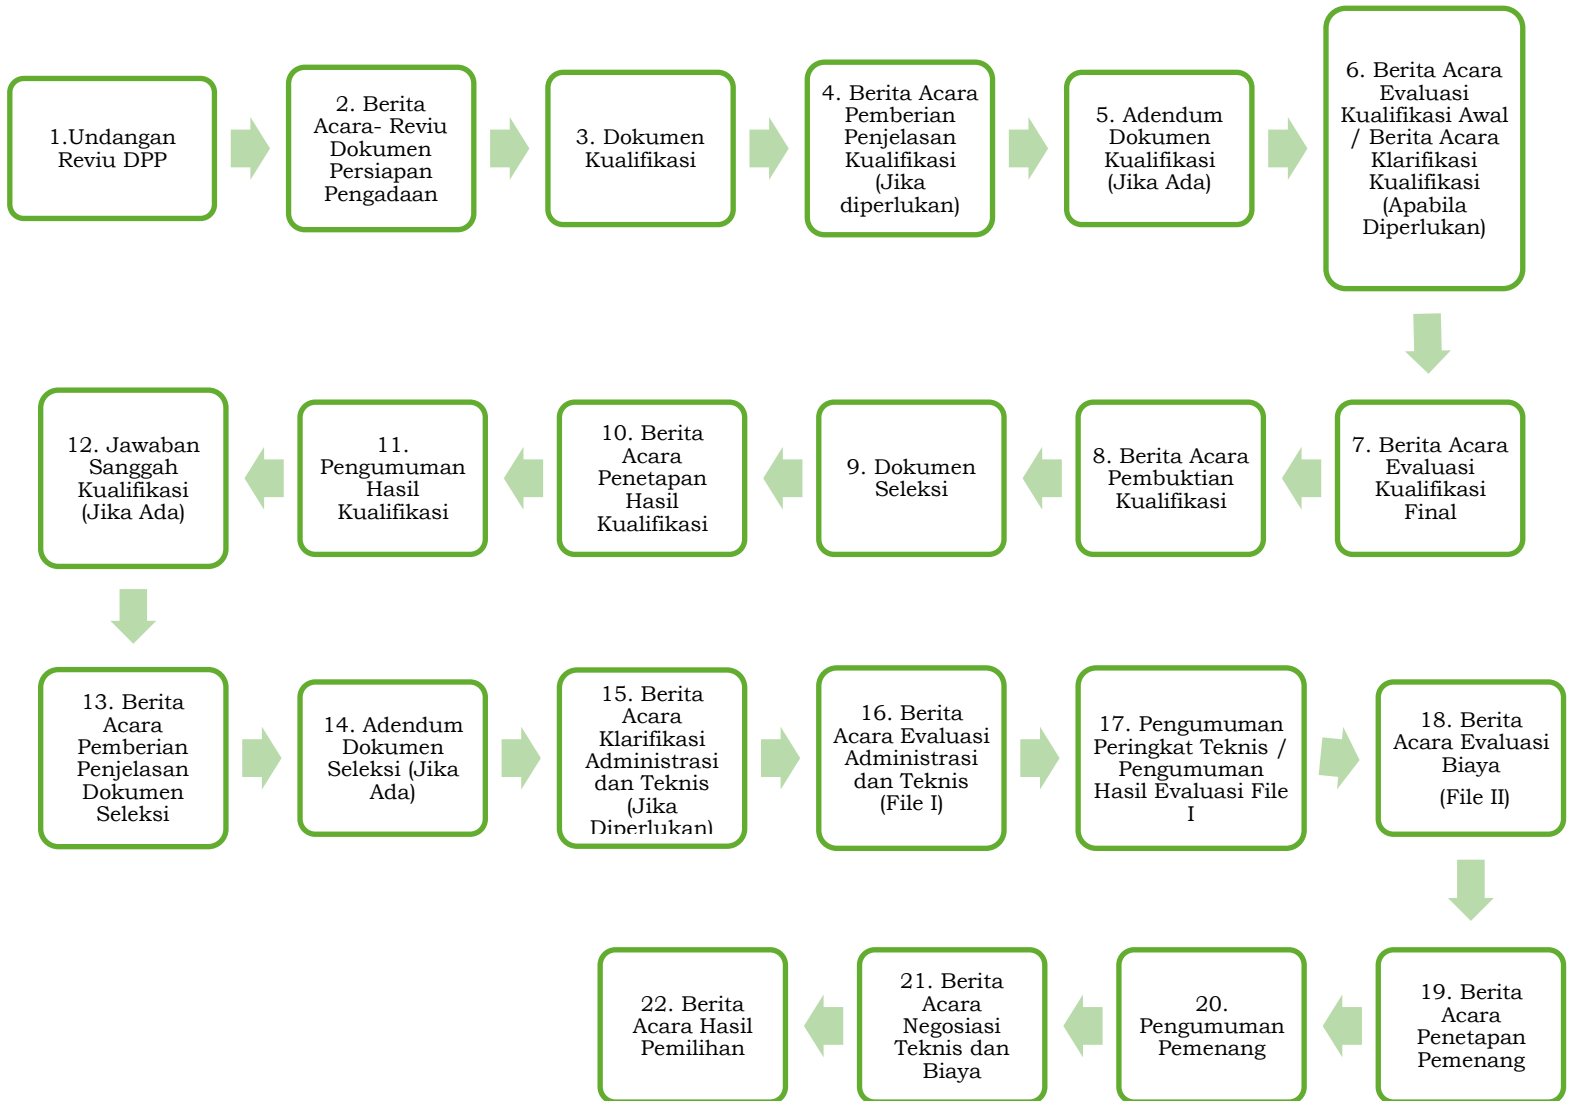 1.Undangan
Reviu DPP
2. Berita
Acara- Reviu
Dokumen
Persiapan
Pengadaan
3. Dokumen
Kualifikasi
4. Berita Acara
Pemberian
Penjelasan
Kualifikasi
(Jika
diperlukan)
5. Adendum
Dokumen
Kualifikasi
(Jika Ada)
6. Berita Acara
Evaluasi
Kualifikasi Awal
/ Berita Acara
Klarifikasi
Kualifikasi
(Apabila
Diperlukan)
7. Berita Acara
Evaluasi
Kualifikasi
Final
8. Berita Acara
Pembuktian
Kualifikasi
9. Dokumen
Seleksi
10. Berita
Acara
Penetapan
Hasil
Kualifikasi
11.
Pengumuman
Hasil
Kualifikasi
12. Jawaban
Sanggah
Kualifikasi
(Jika Ada)
13. Berita
Acara
Pemberian
Penjelasan
Dokumen
Seleksi
14. Adendum
Dokumen
Seleksi (Jika
Ada)
15. Berita
Acara
Klarifikasi
Administrasi
dan Teknis
(Jika
Diperlukan)
16. Berita
Acara Evaluasi
Administrasi
dan Teknis
(File I)
17. Pengumuman
Peringkat Teknis /
Pengumuman
Hasil Evaluasi File
I
18. Berita
Acara Evaluasi
Biaya
(File II)
19. Berita
Acara
Penetapan
Pemenang
20.
Pengumuman
Pemenang
21. Berita
Acara
Negosiasi
Teknis dan
Biaya
22. Berita
Acara Hasil
Pemilihan